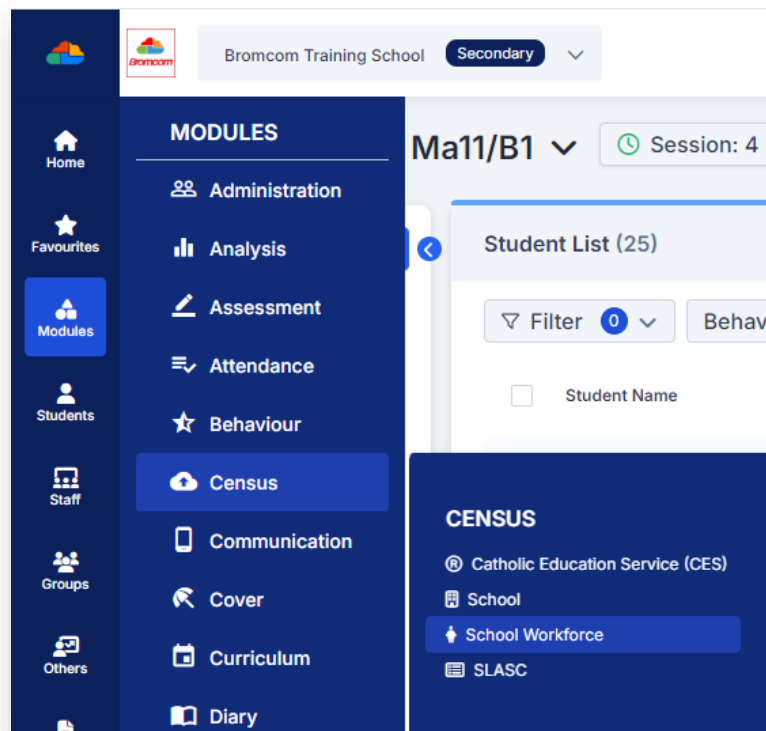 Bromcom
Bromcom Training School
Secondary
Home
Favourites
Modules
Students
Staff
Groups
Others
MODULES
Administration
Analysis
Assessment
Attendance
Behaviour
Census
Communication
Cover
Curriculum
Diary
Ma11/B1
Session: 4
Student List (25)
Filter 0
Behav
Student Name
CENSUS
Catholic Education Service (CES)
School
School Workforce
SLASC